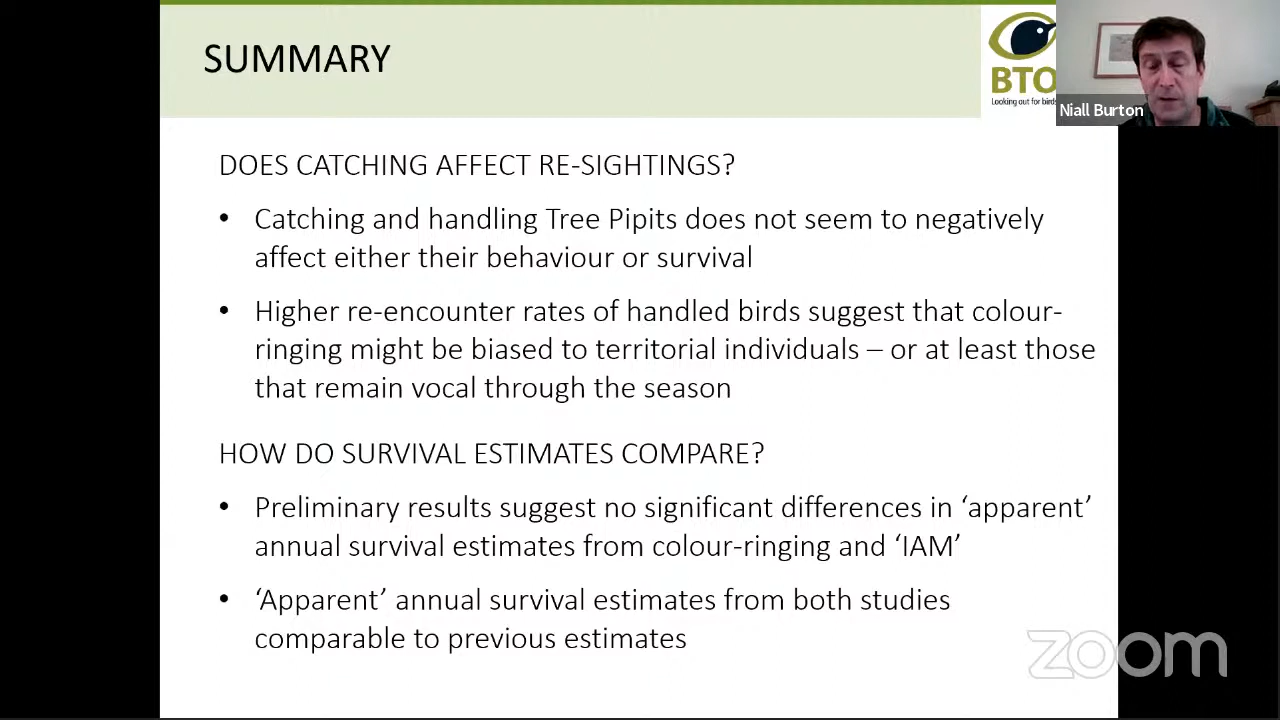 SUMMARY
BTO
Looking out for birds
Niall Burton
DOES CATCHING AFFECT RE-SIGHTINGS?
• Catching and handling Tree Pipits does not seem to negatively
affect either their behaviour or survival
• Higher re-encounter rates of handled birds suggest that colour-
ringing might be biased to territorial individuals – or at least those
that remain vocal through the season
HOW DO SURVIVAL ESTIMATES COMPARE?
• Preliminary results suggest no significant differences in ‘apparent’
annual survival estimates from colour-ringing and ‘IAM’
• ‘Apparent’ annual survival estimates from both studies
comparable to previous estimates
zoom